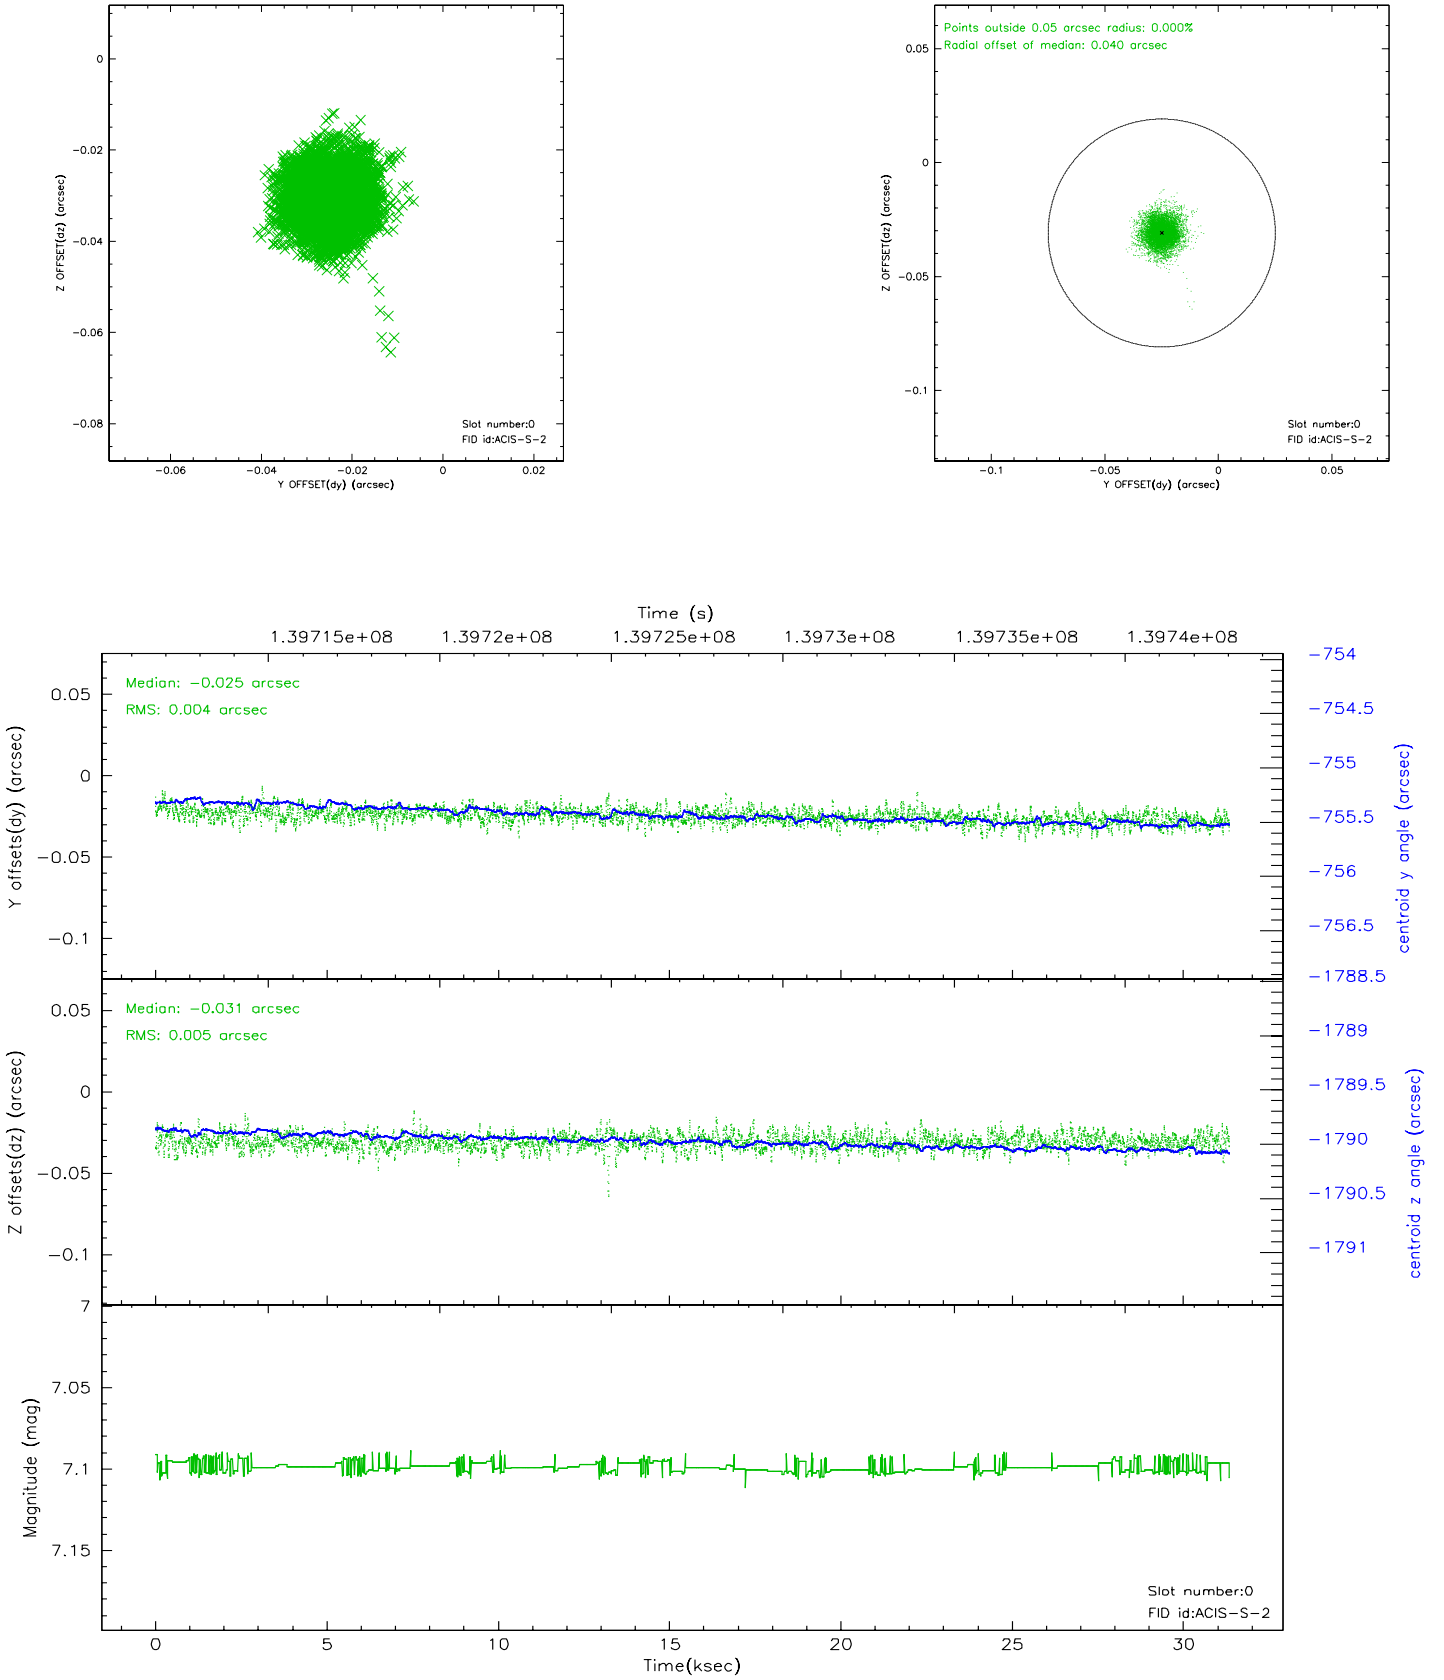 0
-0.02
-0.04
-0.06
-0.08
Z OFFSET(dz) (arcsec)
Slot number:0
FID id:ACIS-S-2
-0.06 -0.04 -0.02 0 0.02
Y OFFSET(dy) (arcsec)
Points outside 0.05 arcsec radius: 0.000%
Radial offset of median: 0.040 arcsec
0.05
0
-0.05
-0.1
Z OFFSET(dz) (arcsec)
Slot number:0
FID id:ACIS-S-2
-0.1 -0.05 0 0.05
Y OFFSET(dy) (arcsec)
Time (s)
1.39715e+08 1.3972e+08 1.39725e+08 1.3973e+08 1.39735e+08 1.3974e+08
Median: -0.025 arcsec
RMS: 0.004 arcsec
0.05
0
-0.05
-0.1
Y offsets(dy) (arcsec)
-754
-754.5
-755
-755.5
-756
-756.5
centroid y angle (arcsec)
Median: -0.031 arcsec
RMS: 0.005 arcsec
0.05
0
-0.05
-0.1
Z offsets(dz) (arcsec)
-1788.5
-1789
-1789.5
-1790
-1790.5
-1791
centroid z angle (arcsec)
7
7.05
7.1
7.15
Magnitude (mag)
Slot number:0
FID id:ACIS-S-2
0 5 10 15 20 25 30
Time(ksec)